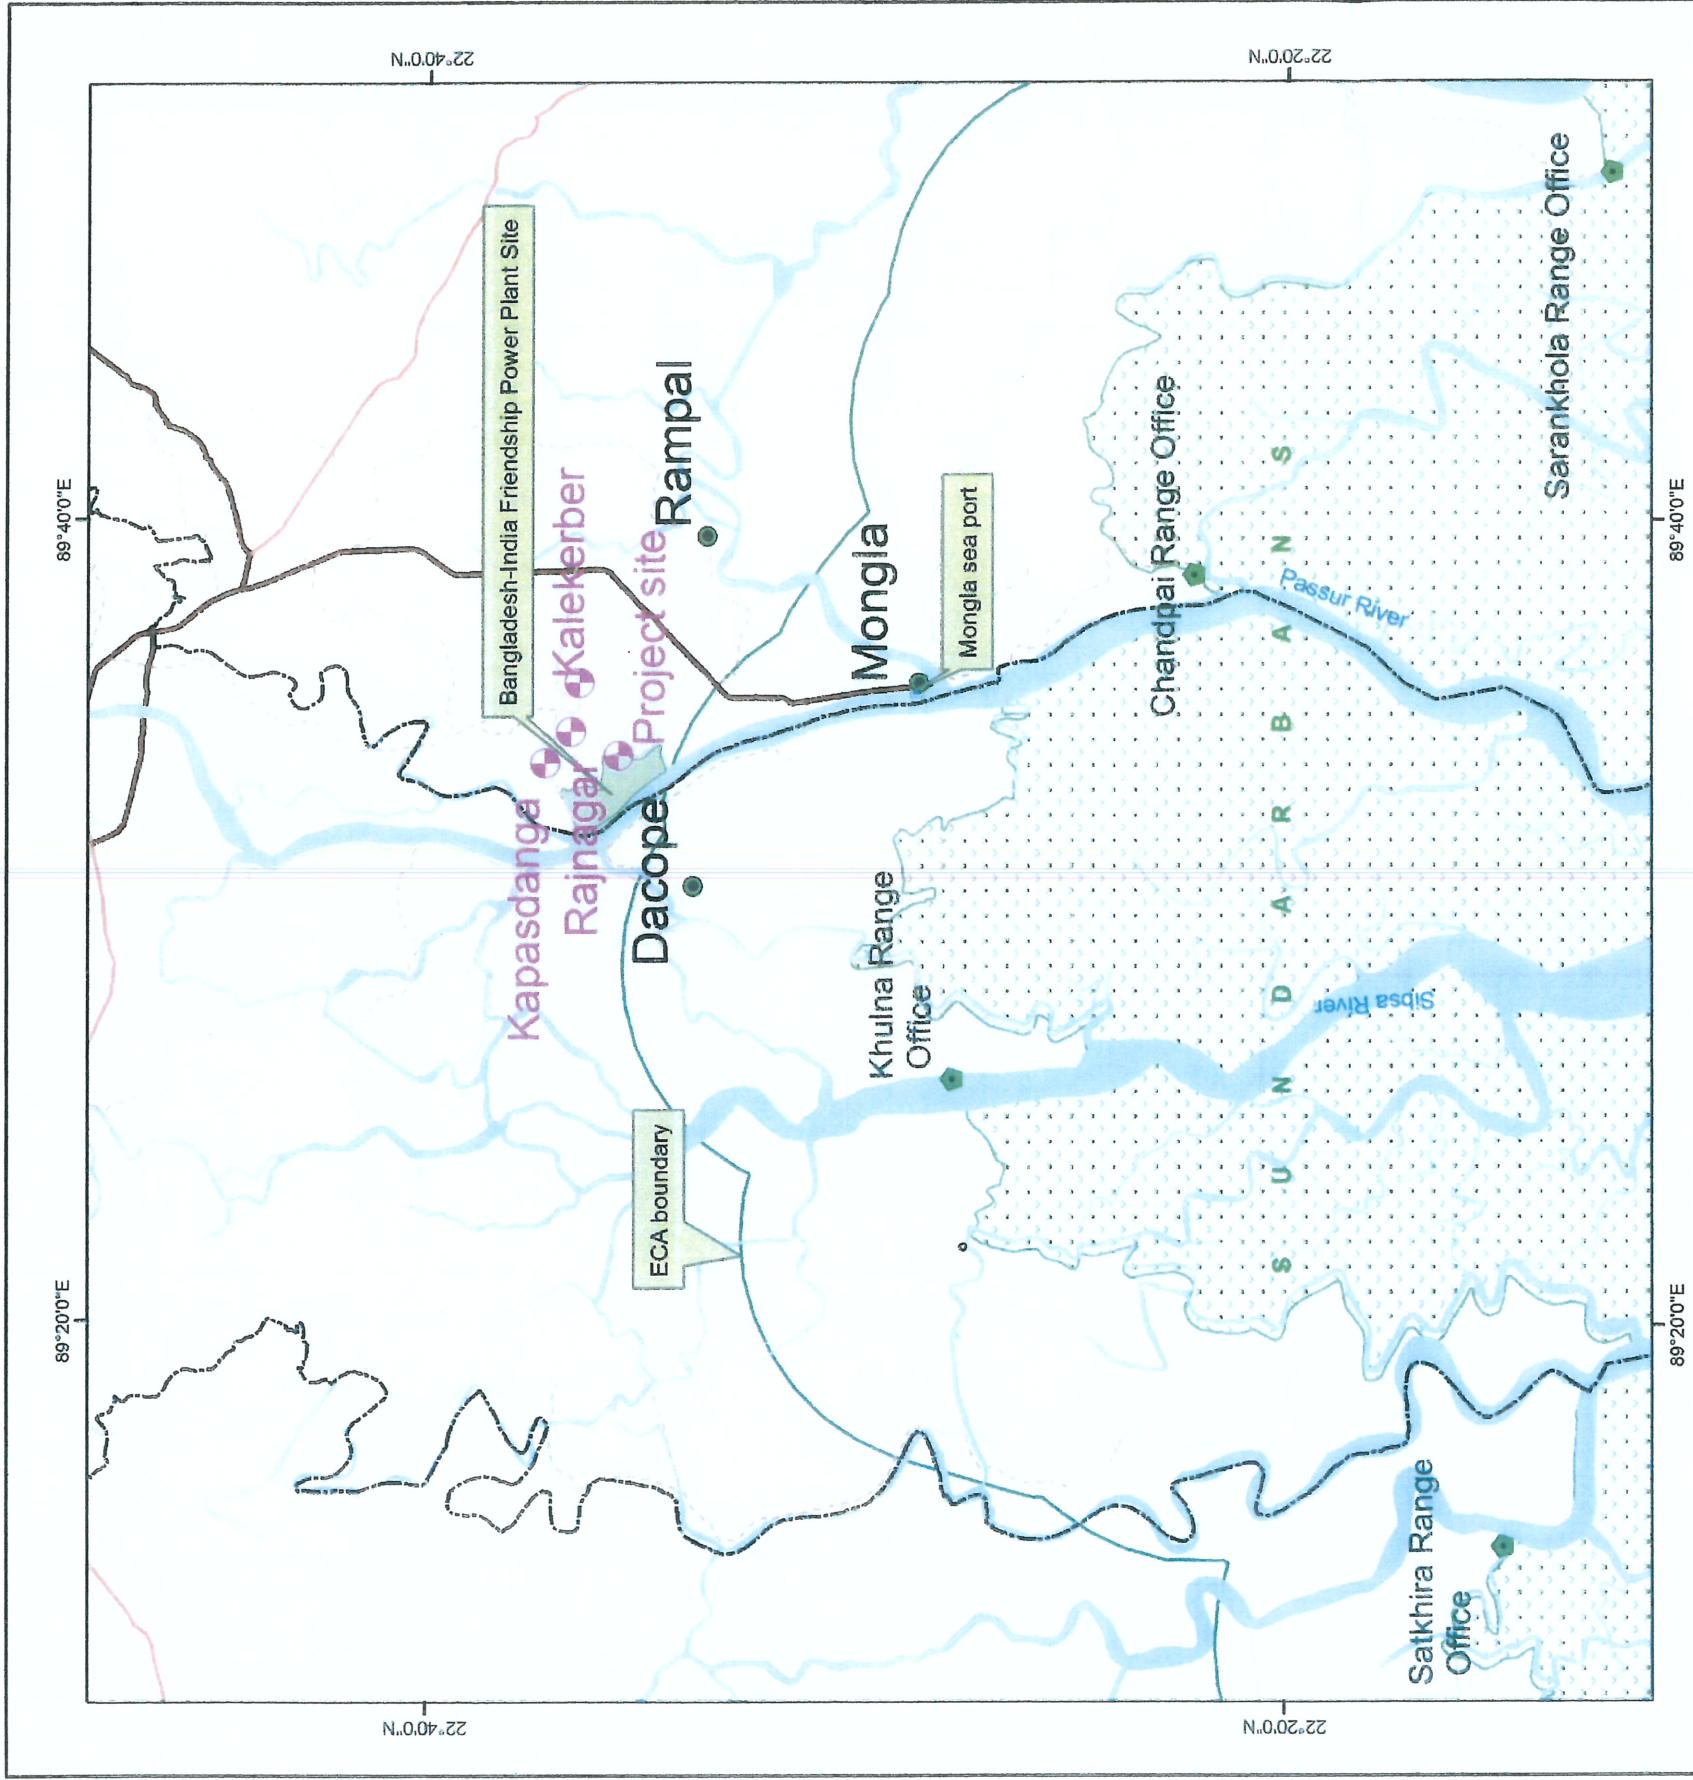 89°20'0"E
89°40'0"E
22°40'0"N
22°40'0"N
Bangladesh-India Friendship Power Plant Site
Kapasdanga
Kalekerber
Rajnagar
Project site
Dacope
Rampal
ECA boundary
Mongla
Mongla sea port
Khulna Range
Office
Chandpai Range Office
SUNDARBANS
22°20'0"N
22°20'0"N
Passur River
Sibsa River
Satkhira Range
Office
Sarankhola Range Office
89°20'0"E
89°40'0"E